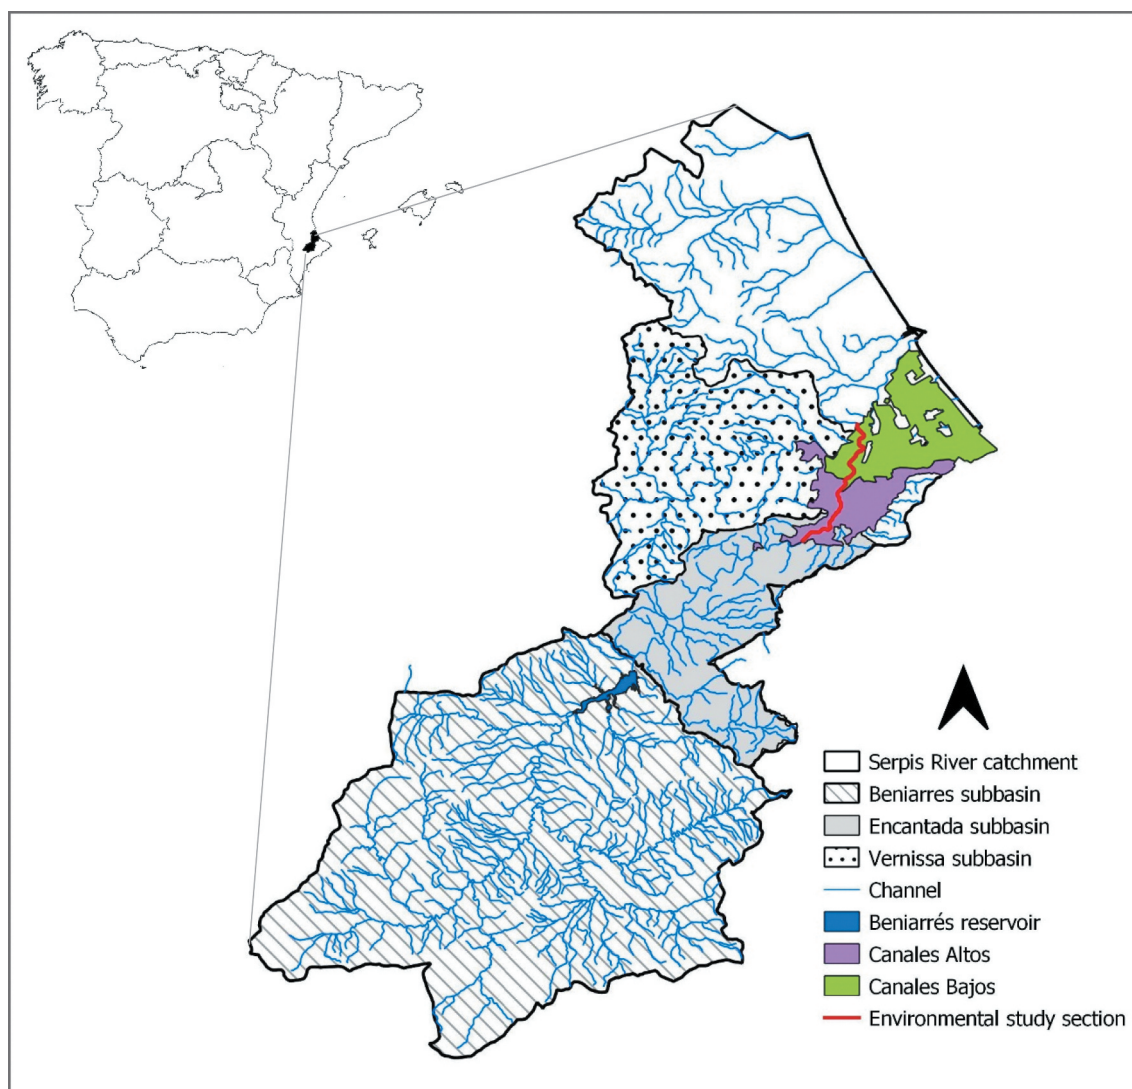 Serpis River catchment
Beniarres subbasin
Encantada subbasin
Vernissa subbasin
Channel
Beniarrés reservoir
Canales Altos
Canales Bajos
Environmental study section